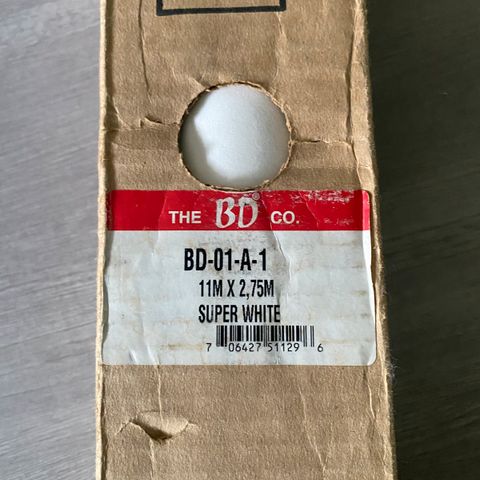 THE BD® CO.
BD-01-A-1
11M X 2,75M
SUPER WHITE
7 06427 51129 6